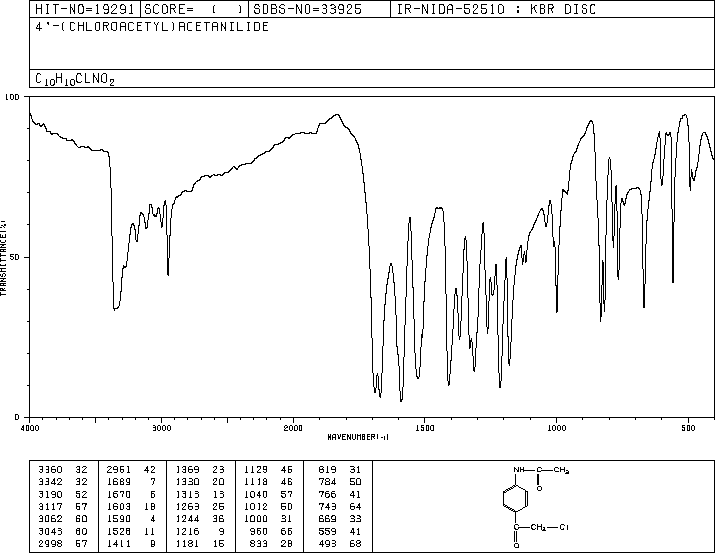 HIT-NO=19291 SCORE= ( ) SDBS-NO=33925 IR-NIDA-52510 : KBR DISC
4'-(CHLOROACETYL)ACETANILIDE
C10H10CLNO2
100
TRANSMITTANCE(%)
50
0
4000 3000 2000 1500 1000 500
WAVENUMBER(-1)
3360 32 2951 42 1369 23 1129 46 819 31
3342 32 1689 7 1330 20 1118 46 784 50
3190 52 1670 6 1313 13 1040 57 766 41
3117 57 1603 18 1263 25 1012 50 743 64
3062 60 1590 4 1244 36 1000 31 669 33
3043 60 1528 11 1216 9 960 66 559 41
2998 57 1411 9 1181 15 833 28 493 68
NH C CH3
O
C CH2 Cl
O